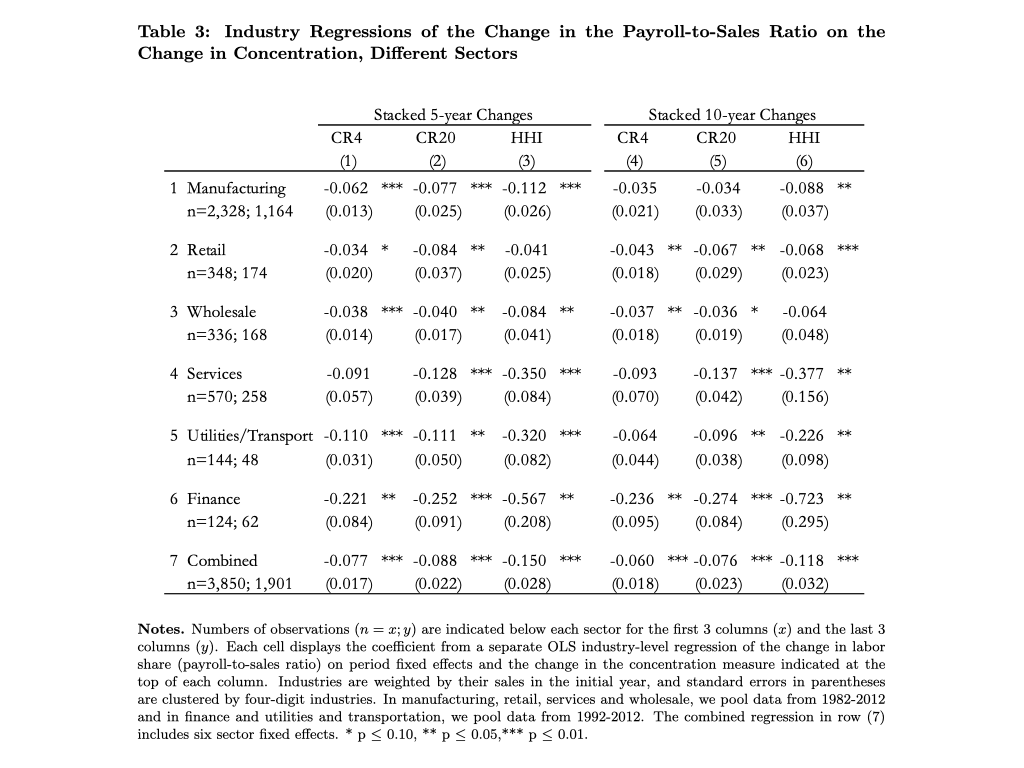 Table 3: Industry Regressions of the Change in the Payroll-to-Sales Ratio on the
Change in Concentration, Different Sectors
Stacked 5-year Changes Stacked 10-year Changes
CR4 CR20 HHI CR4 CR20 HHI
(1) (2) (3) (4) (5) (6)
1 Manufacturing -0.062 *** -0.077 *** -0.112 *** -0.035 -0.034 -0.088 **
n=2,328; 1,164 (0.013) (0.025) (0.026) (0.021) (0.033) (0.037)
2 Retail -0.034 * -0.084 ** -0.041 -0.043 ** -0.067 ** -0.068 ***
n=348; 174 (0.020) (0.037) (0.025) (0.018) (0.029) (0.023)
3 Wholesale -0.038 *** -0.040 ** -0.084 ** -0.037 ** -0.036 * -0.064
n=336; 168 (0.014) (0.017) (0.041) (0.018) (0.019) (0.048)
4 Services -0.091 -0.128 *** -0.350 *** -0.093 -0.137 *** -0.377 **
n=570; 258 (0.057) (0.039) (0.084) (0.070) (0.042) (0.156)
5 Utilities/Transport -0.110 *** -0.111 ** -0.320 *** -0.064 -0.096 ** -0.226 **
n=144; 48 (0.031) (0.050) (0.082) (0.044) (0.038) (0.098)
6 Finance -0.221 ** -0.252 *** -0.567 ** -0.236 ** -0.274 *** -0.723 **
n=124; 62 (0.084) (0.091) (0.208) (0.095) (0.084) (0.295)
7 Combined -0.077 *** -0.088 *** -0.150 *** -0.060 *** -0.076 *** -0.118 ***
n=3,850; 1,901 (0.017) (0.022) (0.028) (0.018) (0.023) (0.032)
Notes. Numbers of observations (n = x; y) are indicated below each sector for the first 3 columns (x) and the last 3
columns (y). Each cell displays the coefficient from a separate OLS industry-level regression of the change in labor
share (payroll-to-sales ratio) on period fixed effects and the change in the concentration measure indicated at the
top of each column. Industries are weighted by their sales in the initial year, and standard errors in parentheses
are clustered by four-digit industries. In manufacturing, retail, services and wholesale, we pool data from 1982-2012
and in finance and utilities and transportation, we pool data from 1992-2012. The combined regression in row (7)
includes six sector fixed effects. * p ≤ 0.10, ** p ≤ 0.05,*** p ≤ 0.01.